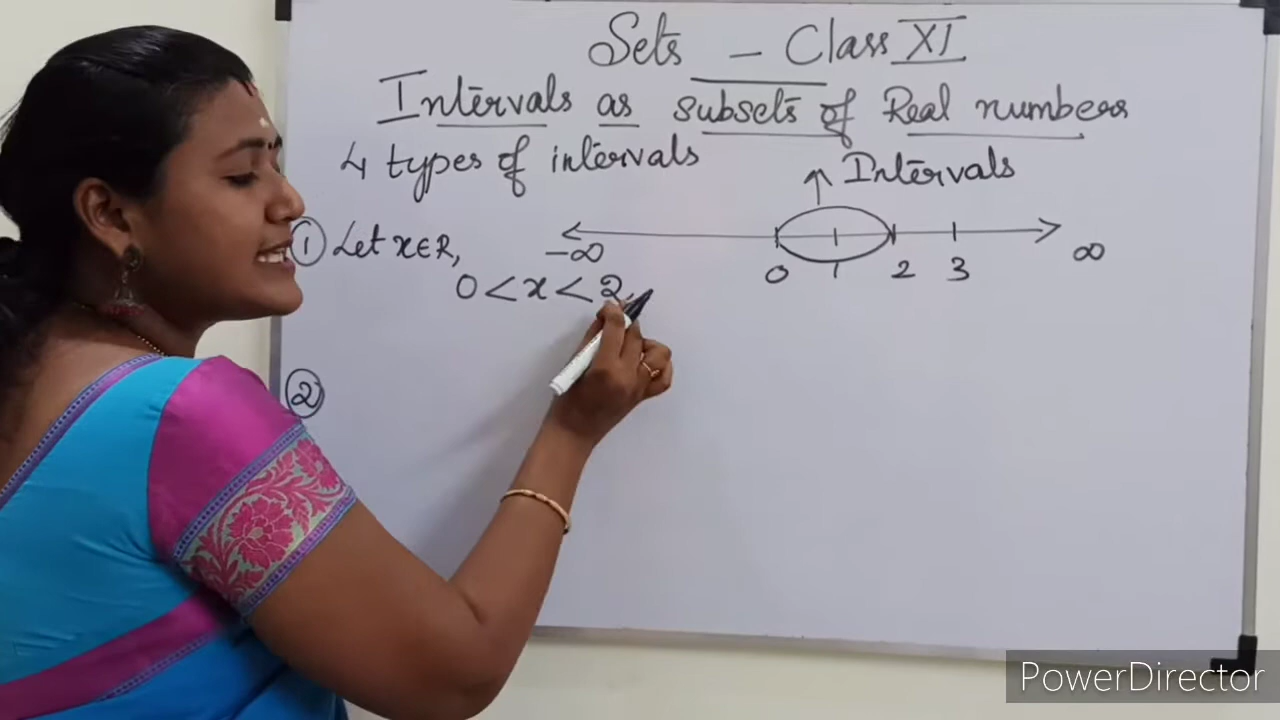 Sets - Class XI
Intervals as subsets of Real numbers
4 types of intervals
Intervals
① Let x∈R,
-∞ 0 1 2 3 ∞
0 < x < 2
②
PowerDirector